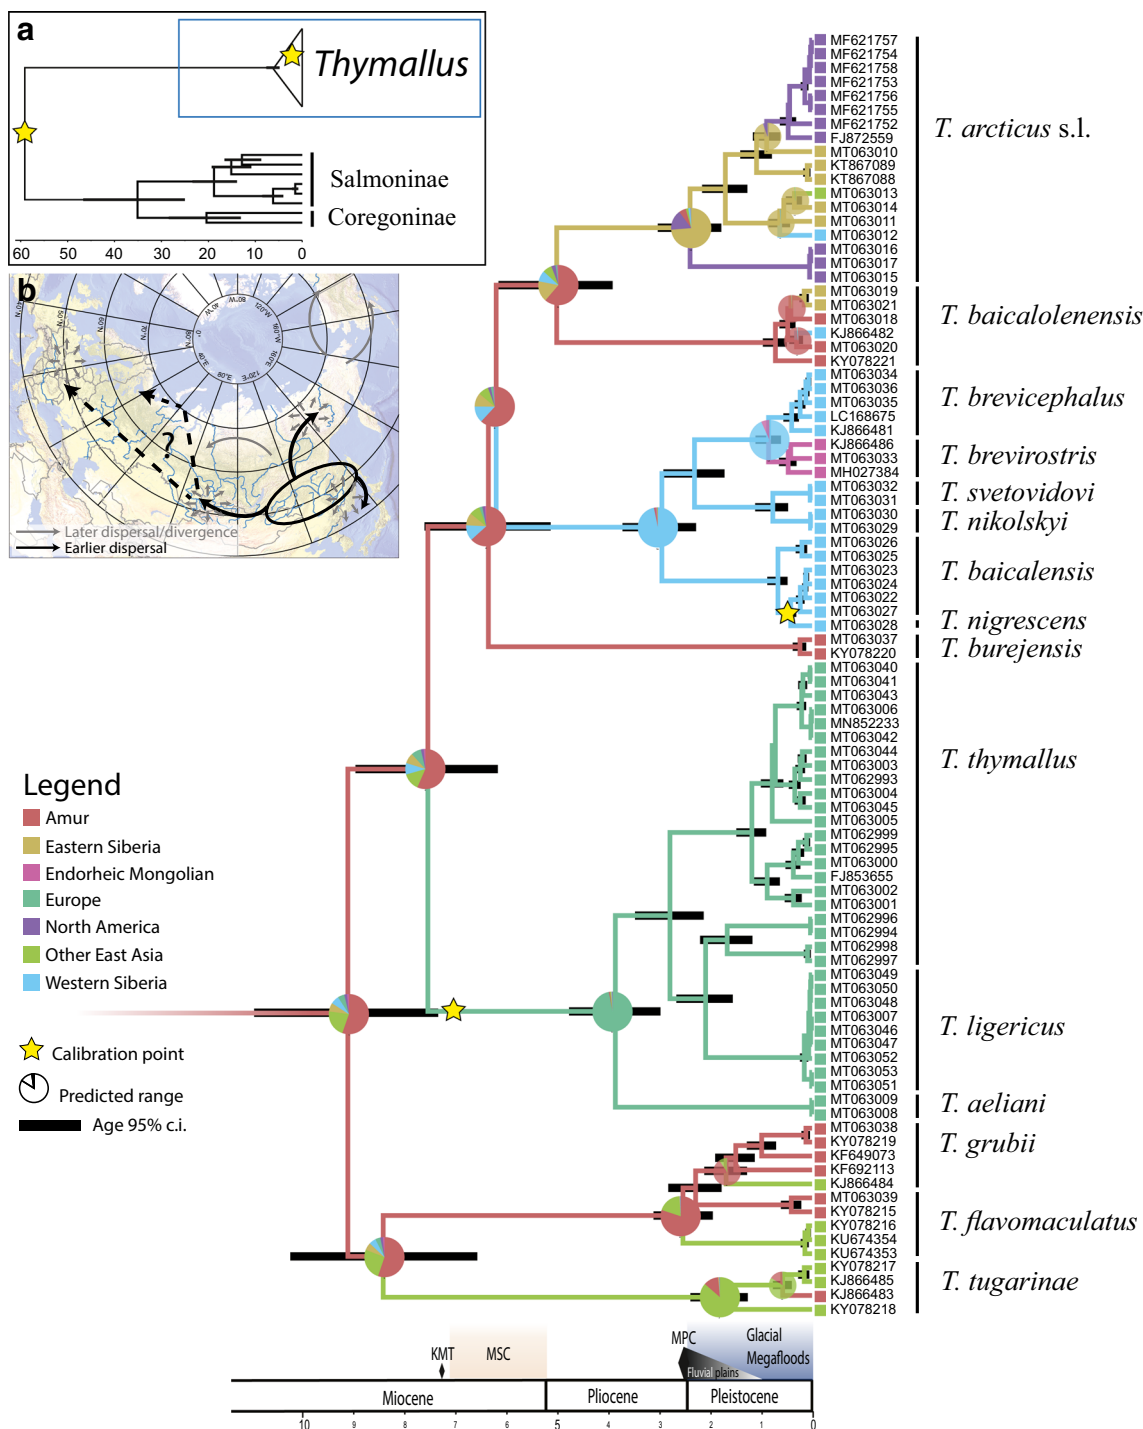 a
Thymallus
Salmoninae
Coregoninae
60 50 40 30 20 10 0
b
?
Later dispersal/divergence
Earlier dispersal
MF621757
MF621754
MF621758
MF621753
MF621756
MF621755
MF621752
FJ872559
MT063010
KT867089
KT867088
MT063013
MT063014
MT063011
MT063012
MT063016
MT063017
MT063015
MT063019
MT063021
MT063018
KJ866482
MT063020
KY078221
MT063034
MT063036
MT063035
LC168675
KJ866481
KJ866486
MT063033
MH027384
MT063032
MT063031
MT063030
MT063029
MT063026
MT063025
MT063023
MT063024
MT063022
MT063027
MT063028
MT063037
KY078220
MT063040
MT063041
MT063043
MT063006
MN852233
MT063042
MT063044
MT063003
MT062993
MT063004
MT063045
MT063005
MT062999
MT062995
MT063000
FJ853655
MT063002
MT063001
MT062996
MT062994
MT062998
MT062997
MT063049
MT063050
MT063048
MT063007
MT063046
MT063047
MT063052
MT063053
MT063051
MT063009
MT063008
MT063038
KY078219
KF649073
KF692113
KJ866484
MT063039
KY078215
KY078216
KU674354
KU674353
KY078217
KJ866485
KJ866483
KY078218
T. arcticus s.l.
T. baicalolenensis
T. brevicephalus
T. brevirostris
T. svetovidovi
T. nikolskyi
T. baicalensis
T. nigrescens
T. burejensis
T. thymallus
T. ligericus
T. aeliani
T. grubii
T. flavomaculatus
T. tugarinae
Legend
Amur
Eastern Siberia
Endorheic Mongolian
Europe
North America
Other East Asia
Western Siberia
Calibration point
Predicted range
Age 95% c.i.
KMT
MSC
MPC
Fluvial plains
Glacial
Megafloods
Miocene
Pliocene
Pleistocene
10 9 8 7 6 5 4 3 2 1 0